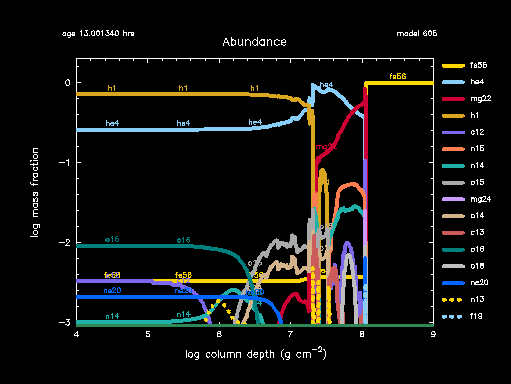 age 13.001340 hrs
model 605
Abundance
log mass fraction
0
-1
-2
-3
4
5
6
7
8
9
log column depth (g cm⁻²)
h1 h1 h1
he4 he4 he4
he4
mg22
fe56
o16 o16
fe56 fe56
ne20
n14 n14
fe56
he4
mg22
h1
c12
n15
n14
o15
mg24
o14
c13
o16
o18
ne20
n13
f19